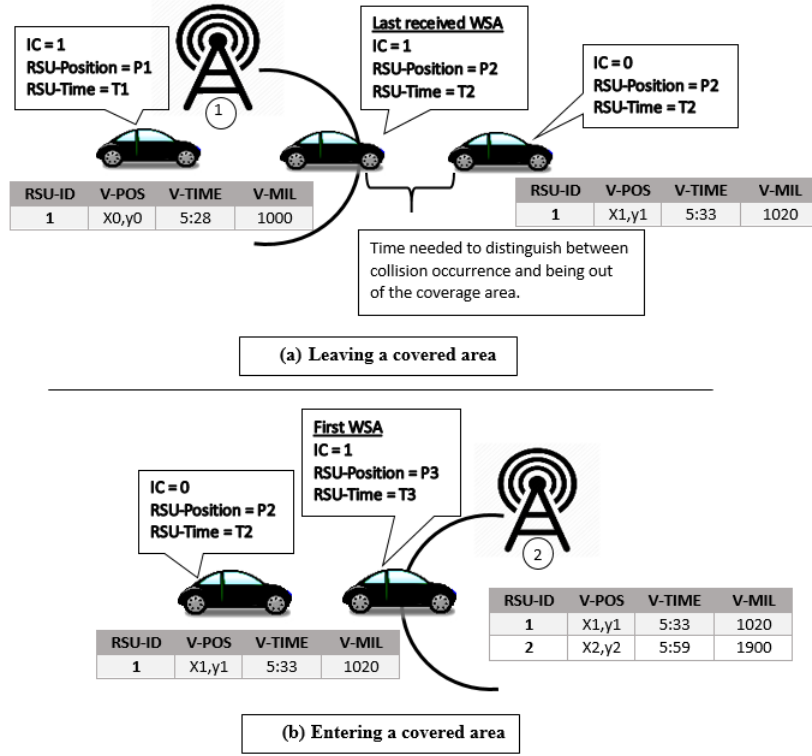 IC = 1
RSU-Position = P1
RSU-Time = T1
1
Last received WSA
IC = 1
RSU-Position = P2
RSU-Time = T2
IC = 0
RSU-Position = P2
RSU-Time = T2
RSU-ID V-POS V-TIME V-MIL
1 X0,y0 5:28 1000
RSU-ID V-POS V-TIME V-MIL
1 X1,y1 5:33 1020
Time needed to distinguish between
collision occurrence and being out
of the coverage area.
(a) Leaving a covered area
First WSA
IC = 1
RSU-Position = P3
RSU-Time = T3
IC = 0
RSU-Position = P2
RSU-Time = T2
2
RSU-ID V-POS V-TIME V-MIL
1 X1,y1 5:33 1020
2 X2,y2 5:59 1900
RSU-ID V-POS V-TIME V-MIL
1 X1,y1 5:33 1020
(b) Entering a covered area